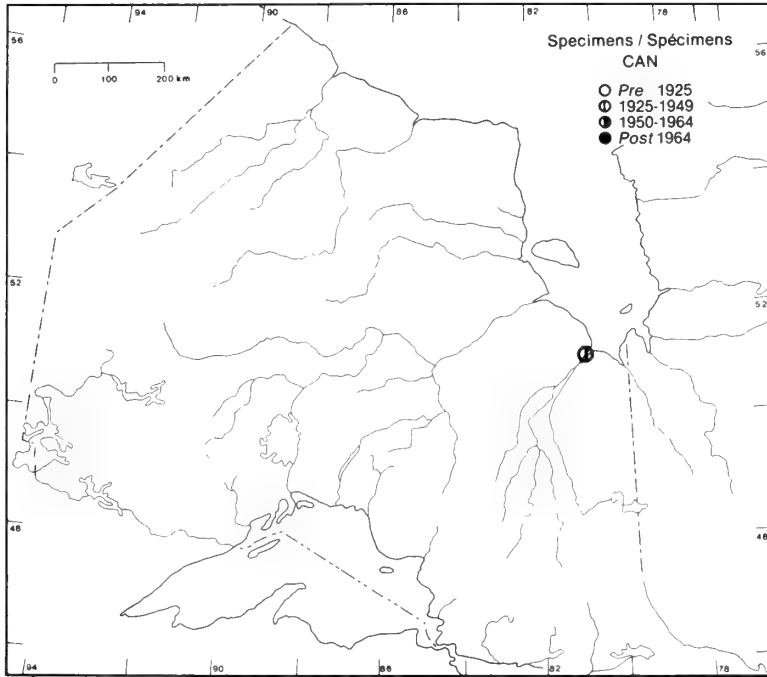 94 90 86 82 78
56 56
Specimens / Spécimens
CAN
0 100 200 km
Pre 1925
1925-1949
1950-1964
Post 1964
52 52
48 48
94 90 86 82 78